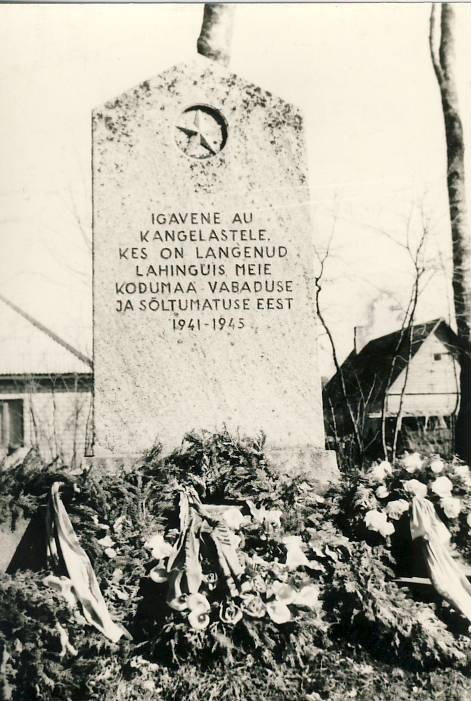 IGAVENE AU
KANGELASTELE,
KES ON LANGENUD
LAHINGUIS MEIE
KODUMAA VABADUSE
JA SÕLTUMATUSE EEST
1941-1945